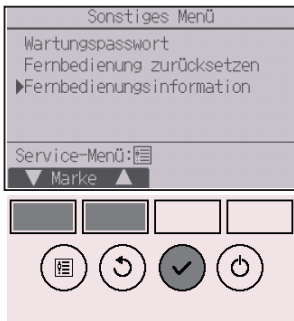 Sonstiges Menü
Wartungspasswort
Fernbedienung zurücksetzen
▶Fernbedienungsinformation
Service-Menü:
▼ Marke ▲